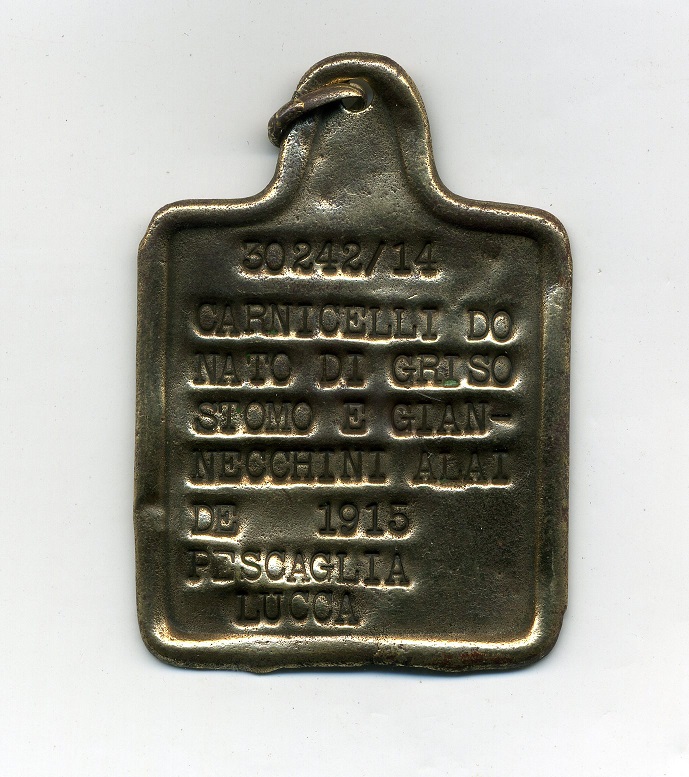 30242/14
CARNICELLI DO
NATO DI GRISO
STOMO E GIAN-
NECCHINI ALAI
DE 1915
PESCAGLIA
LUCCA